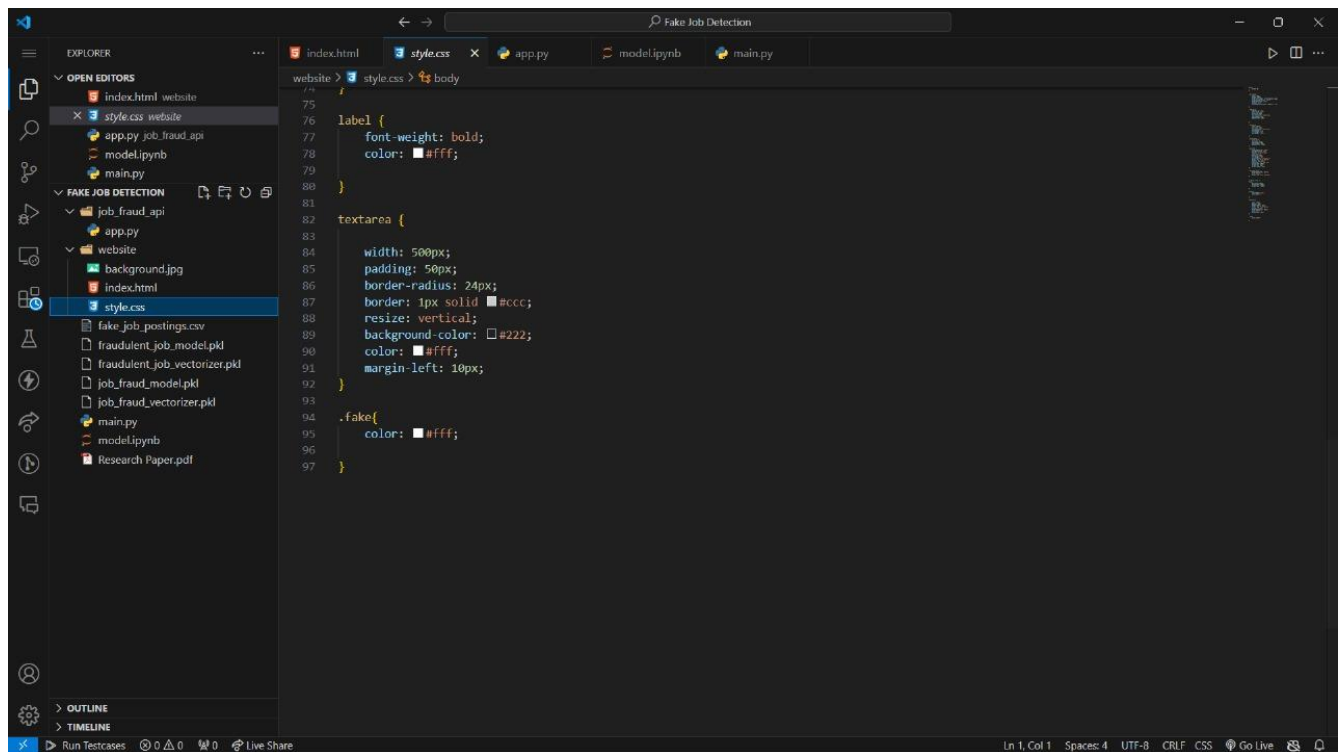 Fake Job Detection
EXPLORER
index.html
style.css
app.py
model.ipynb
main.py
OPEN EDITORS
index.html website
style.css website
app.py job_fraud_api
model.ipynb
main.py
FAKE JOB DETECTION
job_fraud_api
app.py
website
background.jpg
index.html
style.css
fake_job_postings.csv
fraudulent_job_model.pkl
fraudulent_job_vectorizer.pkl
job_fraud_model.pkl
job_fraud_vectorizer.pkl
main.py
model.ipynb
Research Paper.pdf
OUTLINE
TIMELINE
website > style.css > body
74 }
75
76 label {
77 font-weight: bold;
78 color: #fff;
79
80 }
81
82 textarea {
83
84 width: 500px;
85 padding: 50px;
86 border-radius: 24px;
87 border: 1px solid #ccc;
88 resize: vertical;
89 background-color: #222;
90 color: #fff;
91 margin-left: 10px;
92 }
93
94 .fake{
95 color: #fff;
96
97 }
Run Testcases 0 0 0 Live Share
Ln 1, Col 1 Spaces: 4 UTF-8 CRLF CSS Go Live